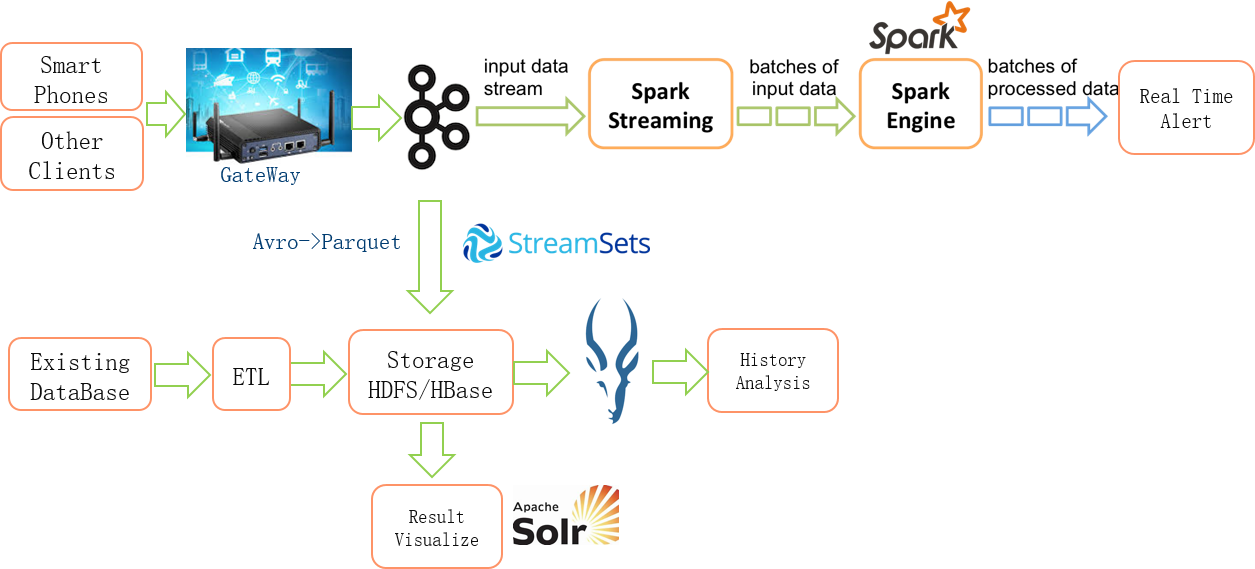 Smart
Phones
Other
Clients
GateWay
input data
stream
Spark
Streaming
batches of
input data
Spark
Spark
Engine
batches of
processed data
Real Time
Alert
Avro->Parquet
StreamSets
Existing
DataBase
ETL
Storage
HDFS/HBase
History
Analysis
Result
Visualize
Apache
Solr